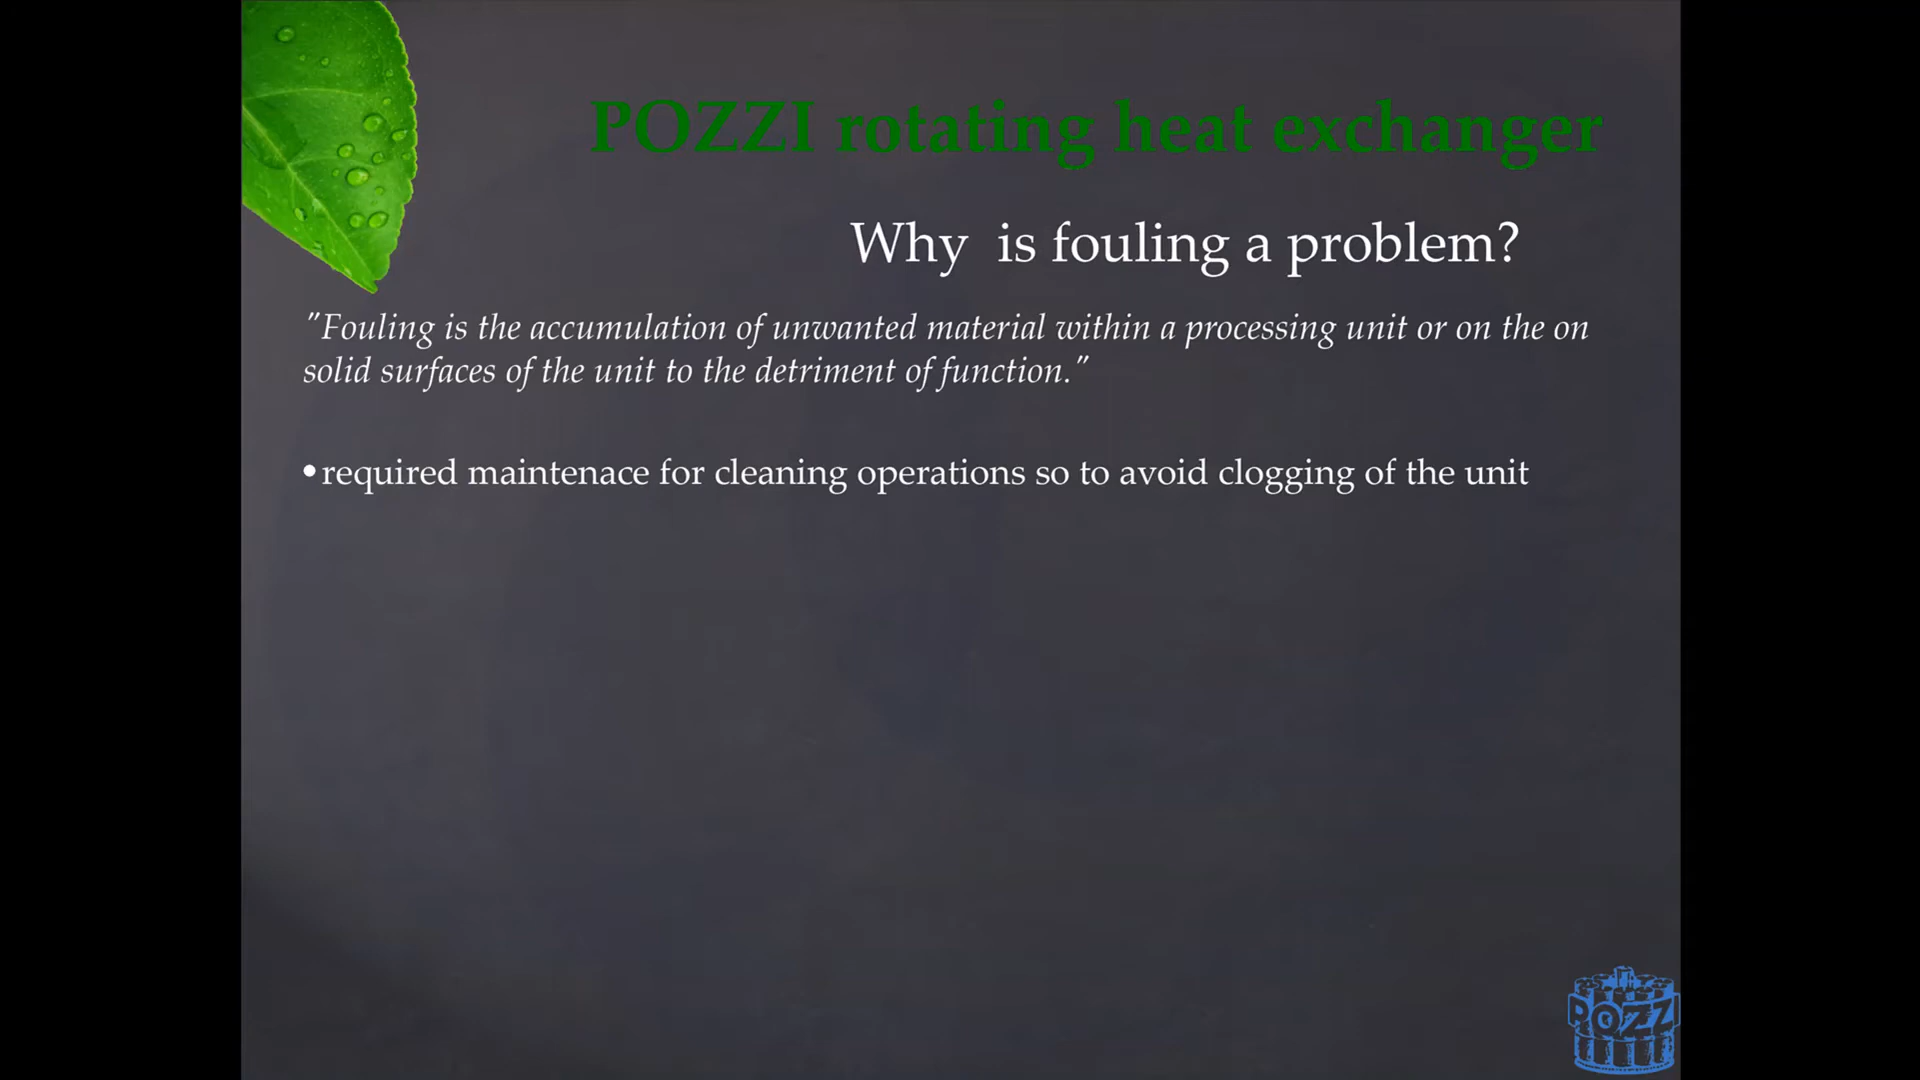 POZZI rotating heat exchanger
Why is fouling a problem?
"Fouling is the accumulation of unwanted material within a processing unit or on the on
solid surfaces of the unit to the detriment of function."
•required maintenace for cleaning operations so to avoid clogging of the unit
POZZI